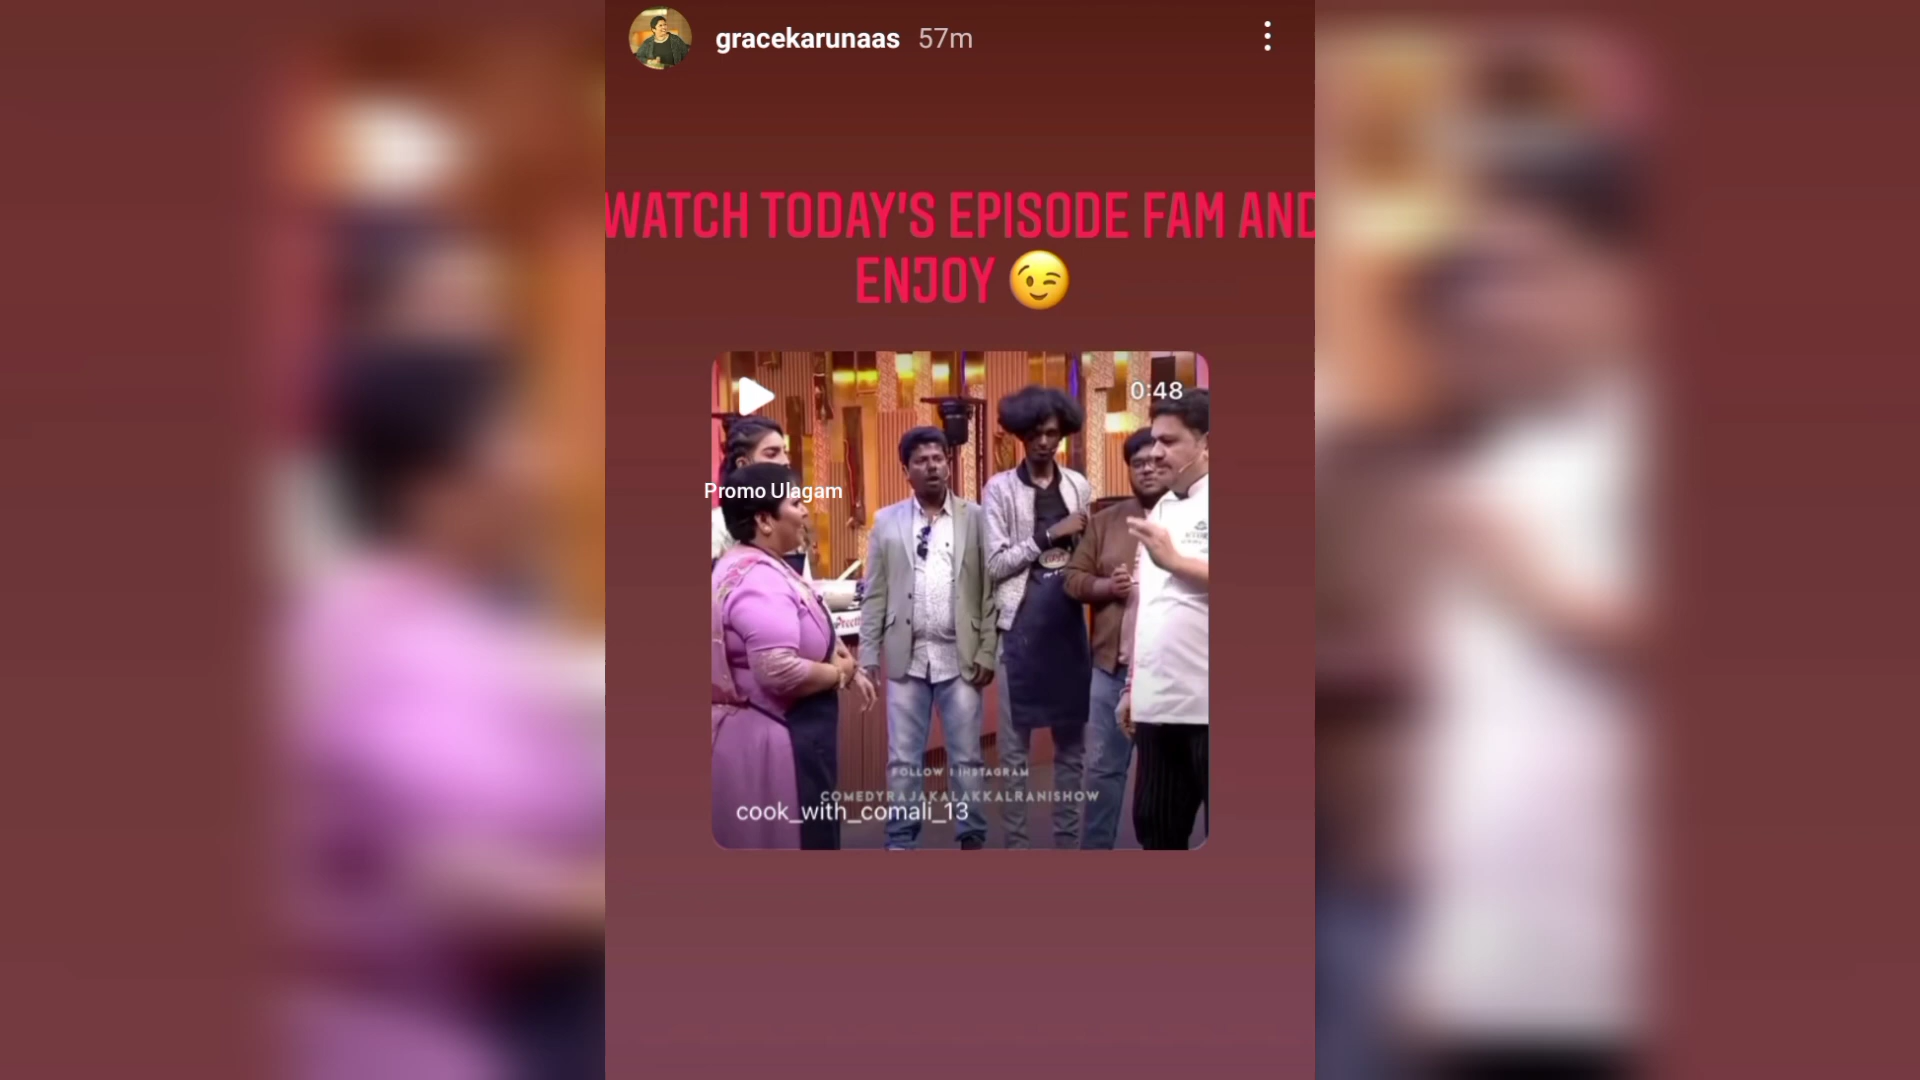 gracekarunaas 57m
WATCH TODAY'S EPISODE FAM AND
ENJOY 😉
0:48
Promo Ulagam
FOLLOW I INSTAGRAM
COMEDYRAJAKALAKKALRANISHOW
cook_with_comali_13